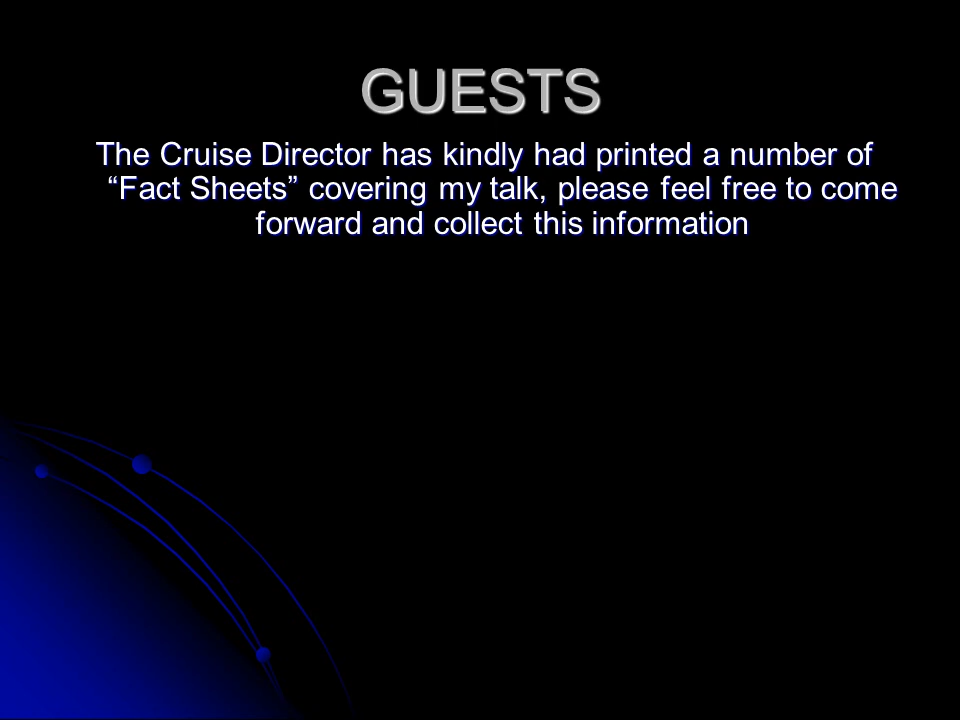 GUESTS
The Cruise Director has kindly had printed a number of
“Fact Sheets” covering my talk, please feel free to come
forward and collect this information